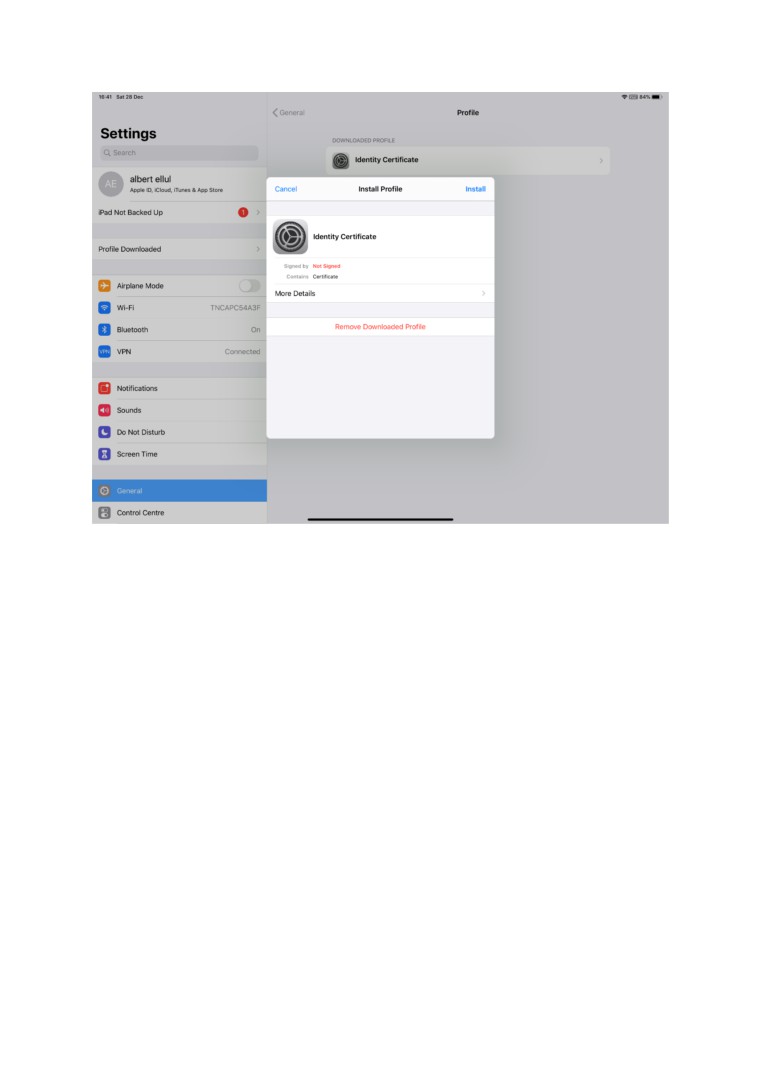 16:41 Sat 28 Dec
VPN 84%
Settings
Search
AE
albert ellul
Apple ID, iCloud, iTunes & App Store
iPad Not Backed Up 1
Profile Downloaded
Airplane Mode
Wi-Fi TNCAPC54A3F
Bluetooth On
VPN VPN Connected
Notifications
Sounds
Do Not Disturb
Screen Time
General
Control Centre
General Profile
DOWNLOADED PROFILE
Identity Certificate
Cancel Install Profile Install
Identity Certificate
Signed by Not Signed
Contains Certificate
More Details
Remove Downloaded Profile